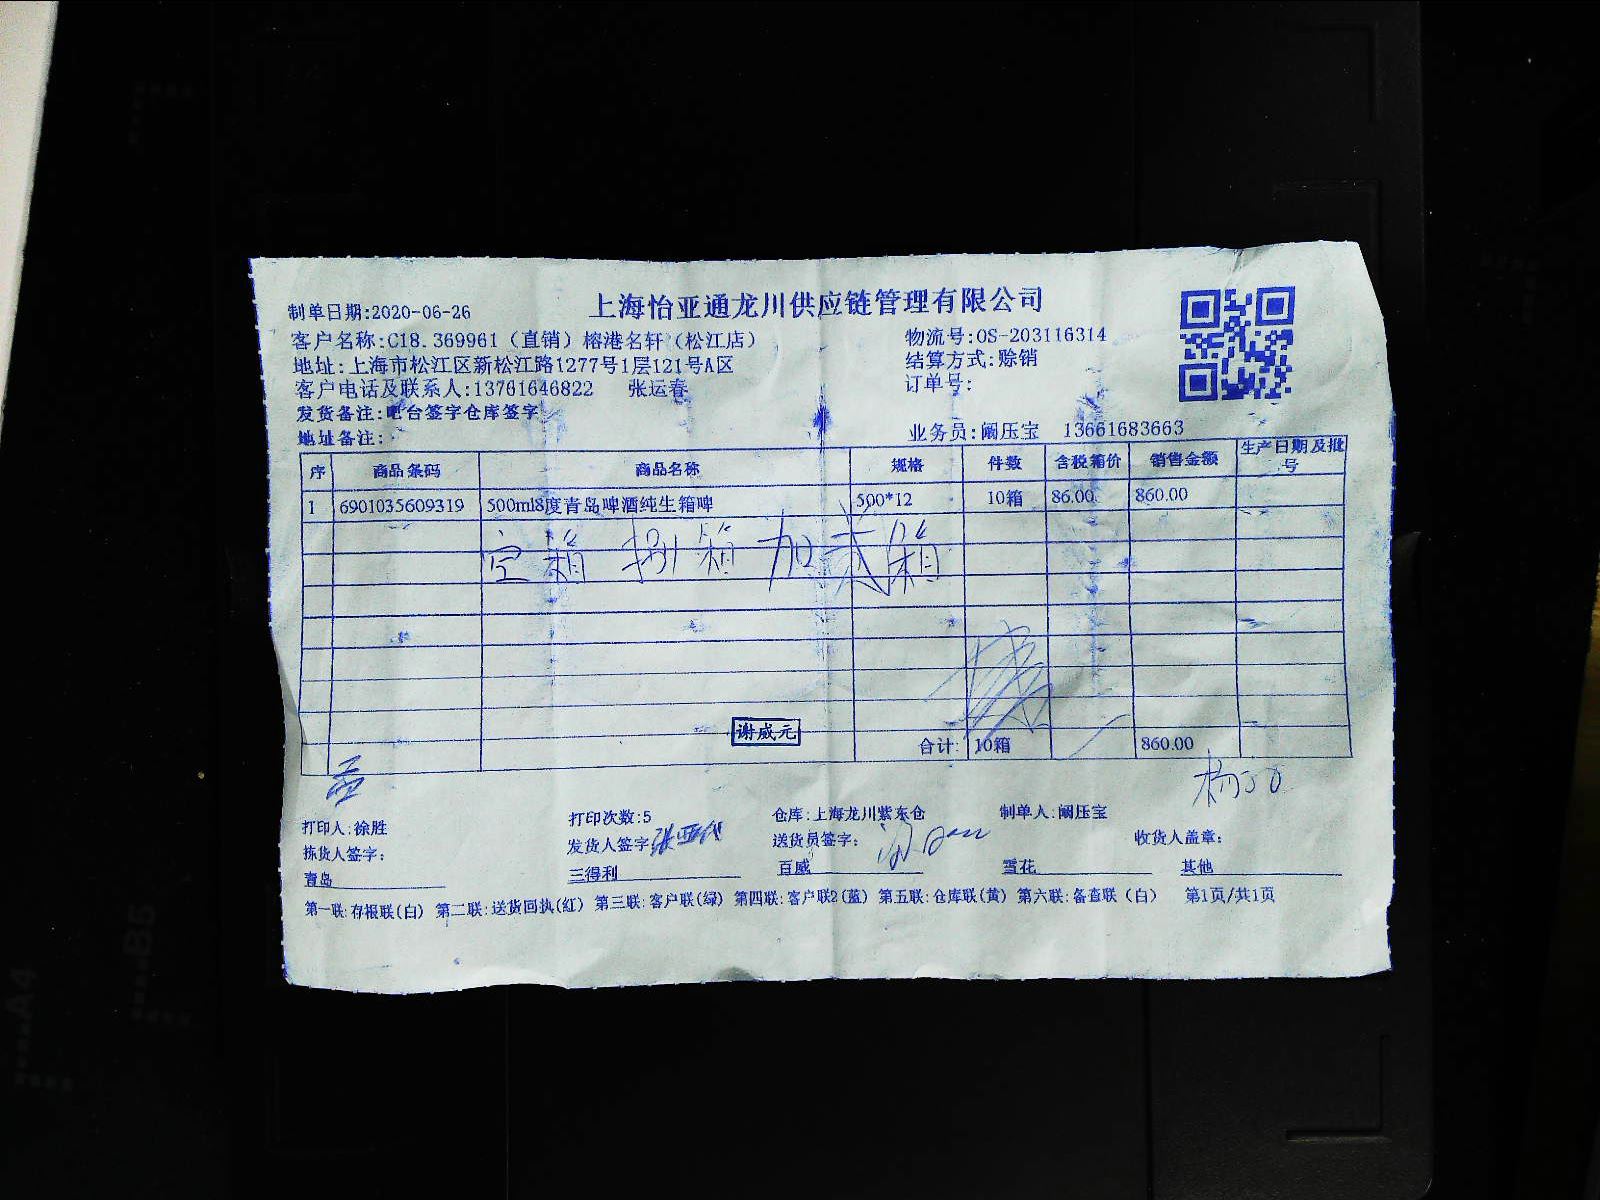 上海怡亚通龙川供应链管理有限公司
制单日期:2020-06-26
客户名称:C18.369961（直销）榕港名轩（松江店） 物流号:OS-203116314
地址:上海市松江区新松江路1277号1层121号A区 结算方式:赊销
客户电话及联系人:13761646822 张运春 订单号:
发货备注:吧台签字仓库签字
地址备注: 业务员:阚压宝 13661683663
序 商品条码 商品名称 规格 件数 含税箱价 销售金额 生产日期及批号
1 6901035609319 500ml8度青岛啤酒纯生箱啤 500*12 10箱 86.00 860.00
空箱 捌箱 加贰箱
谢威元
合计: 10箱 860.00
打印人:徐胜 打印次数:5 仓库:上海龙川紫东仓 制单人:阚压宝
拣货人签字: 发货人签字 送货员签字: 收货人盖章:
青岛 三得利 百威 雪花 其他
第一联:存根联(白) 第二联:送货回执(红) 第三联:客户联(绿) 第四联:客户联2(蓝) 第五联:仓库联(黄) 第六联:备查联（白） 第1页/共1页